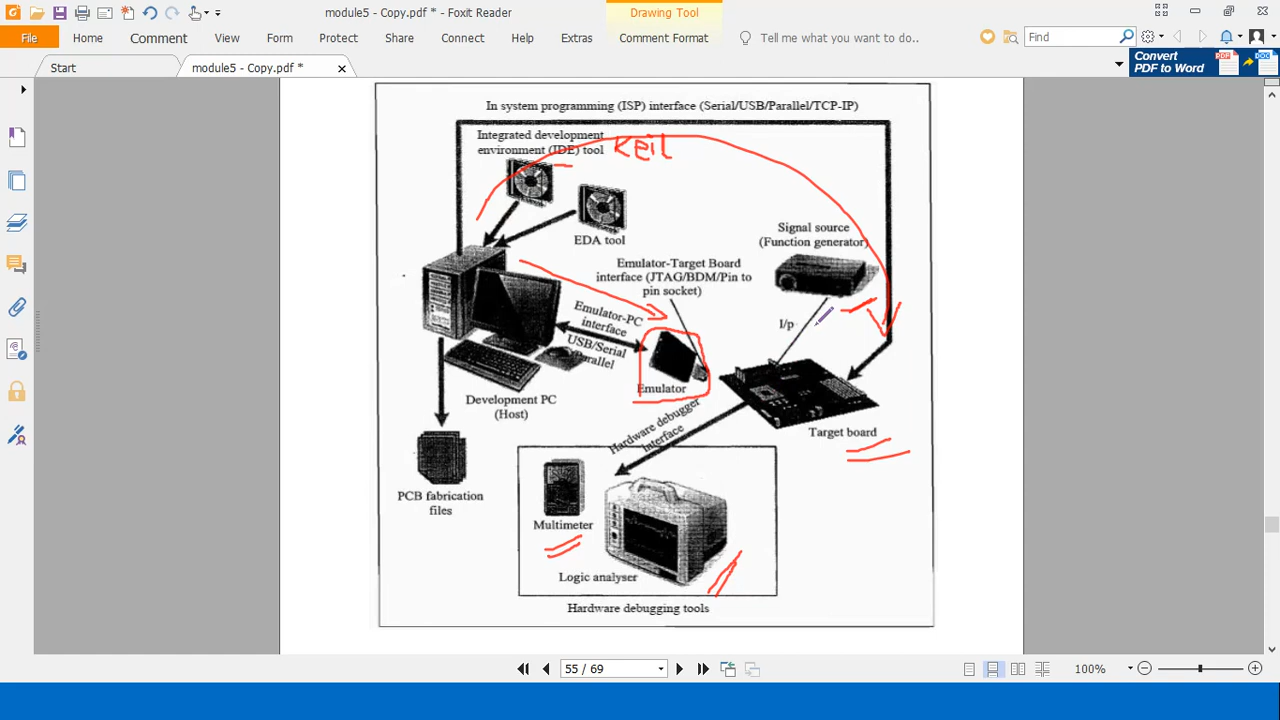 module5 - Copy.pdf * - Foxit Reader
Drawing Tool
File
Home
Comment
View
Form
Protect
Share
Connect
Help
Extras
Comment Format
Tell me what you want to do..
Find
Start
module5 - Copy.pdf *
Convert
PDF to Word
In system programming (ISP) interface (Serial/USB/Parallel/TCP-IP)
Integrated development
environment (IDE) tool
Keil
EDA tool
Signal source
(Function generator)
Emulator-Target Board
interface (JTAG/BDM/Pin to
pin socket)
Emulator-PC
interface
USB/Serial
Parallel
I/p
Emulator
Development PC
(Host)
Hardware debugger
Interface
Target board
PCB fabrication
files
Multimeter
Logic analyser
Hardware debugging tools
55 / 69
100%